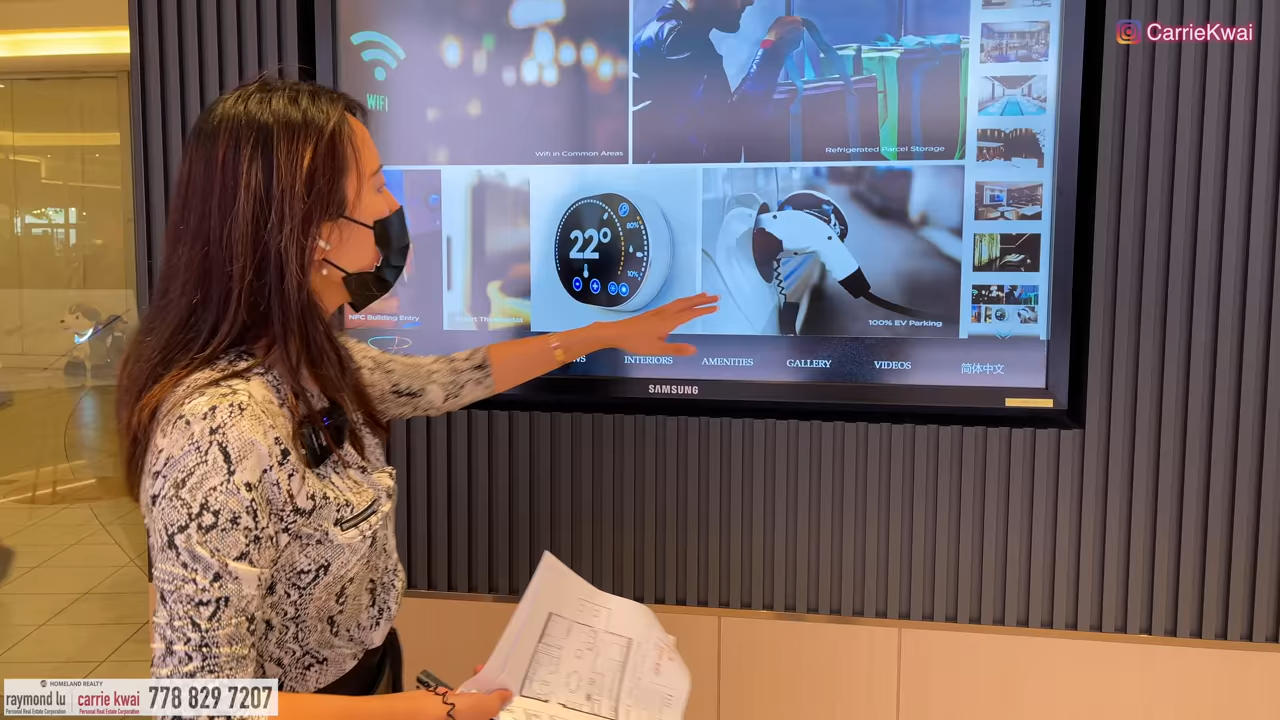 CarrieKwai
WIFI
Wifi in Common Areas
Refrigerated Parcel Storage
22°
80%
10%
NFC Building Entry
100% EV Parking
INTERIORS
AMENITIES
GALLERY
VIDEOS
简体中文
SAMSUNG
HOMELAND REALTY
raymond lu
Personal Real Estate Corporation
carrie kwai
Personal Real Estate Corporation
778 829 7207